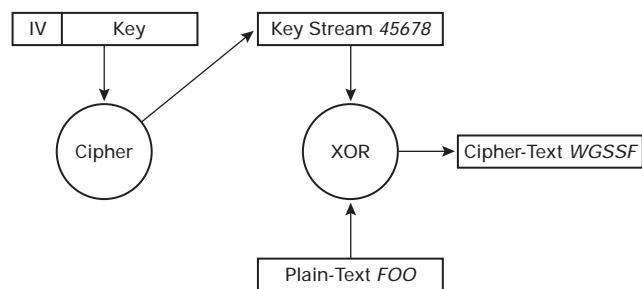 IV Key
Key Stream 45678
Cipher
XOR
Cipher-Text WGSSF
Plain-Text FOO